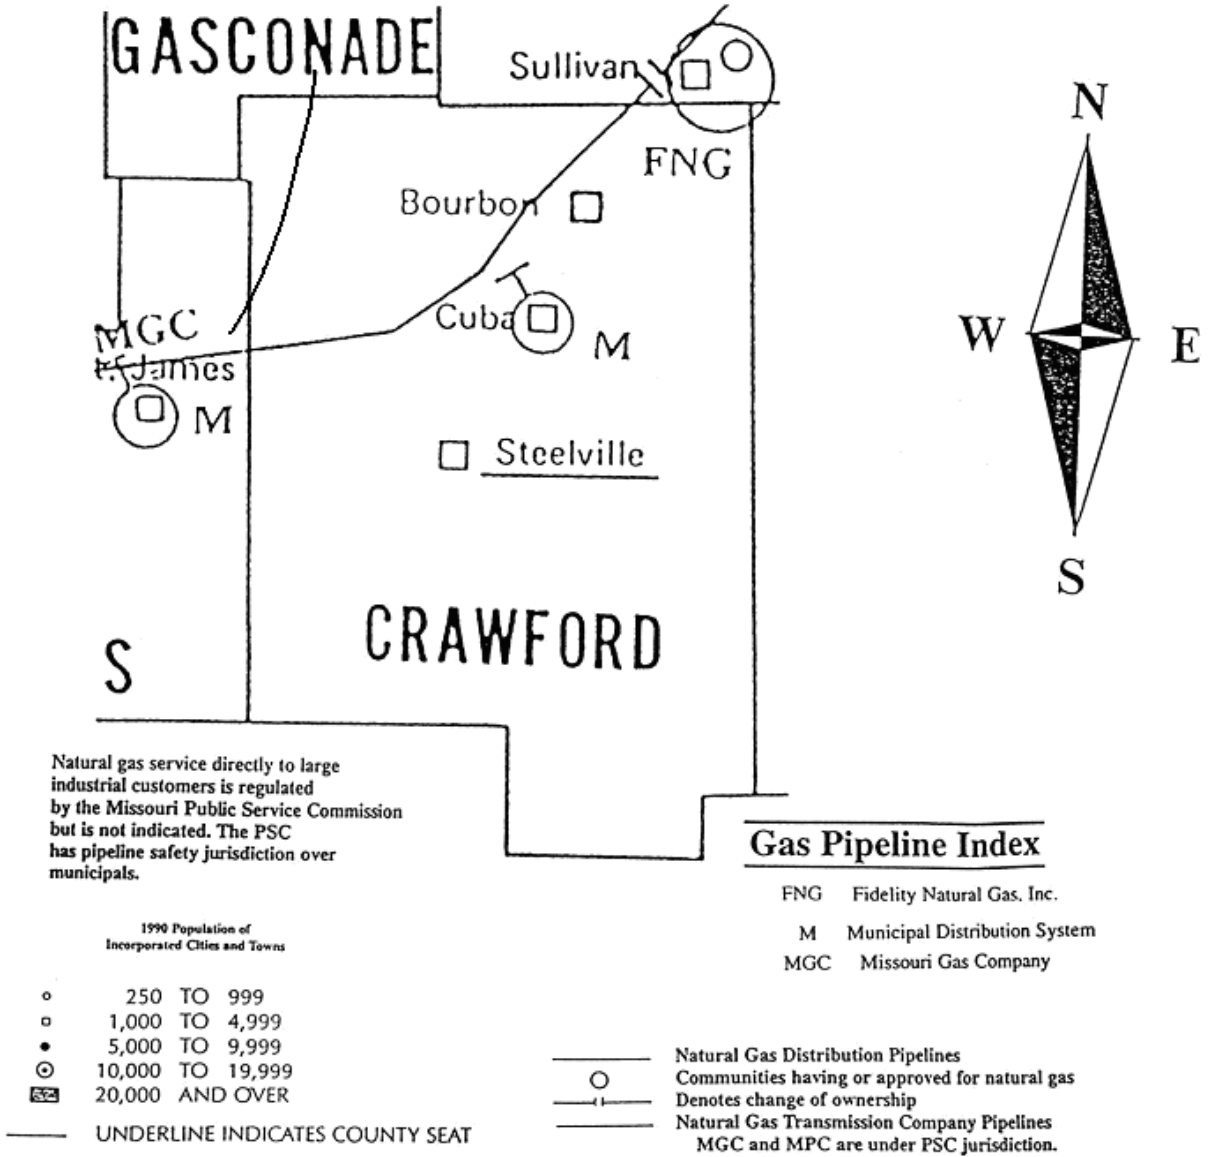 GASCONADE
Sullivan
FNG
Bourbon
MGC
Cuba
M
St. James
M
Steelville
CRAWFORD
S
N
W
E
S
Natural gas service directly to large
industrial customers is regulated
by the Missouri Public Service Commission
but is not indicated. The PSC
has pipeline safety jurisdiction over
municipals.
1990 Population of
Incorporated Cities and Towns
250 TO 999
1,000 TO 4,999
5,000 TO 9,999
10,000 TO 19,999
20,000 AND OVER
UNDERLINE INDICATES COUNTY SEAT
Gas Pipeline Index
FNG Fidelity Natural Gas, Inc.
M Municipal Distribution System
MGC Missouri Gas Company
Natural Gas Distribution Pipelines
Communities having or approved for natural gas
Denotes change of ownership
Natural Gas Transmission Company Pipelines
MGC and MPC are under PSC jurisdiction.